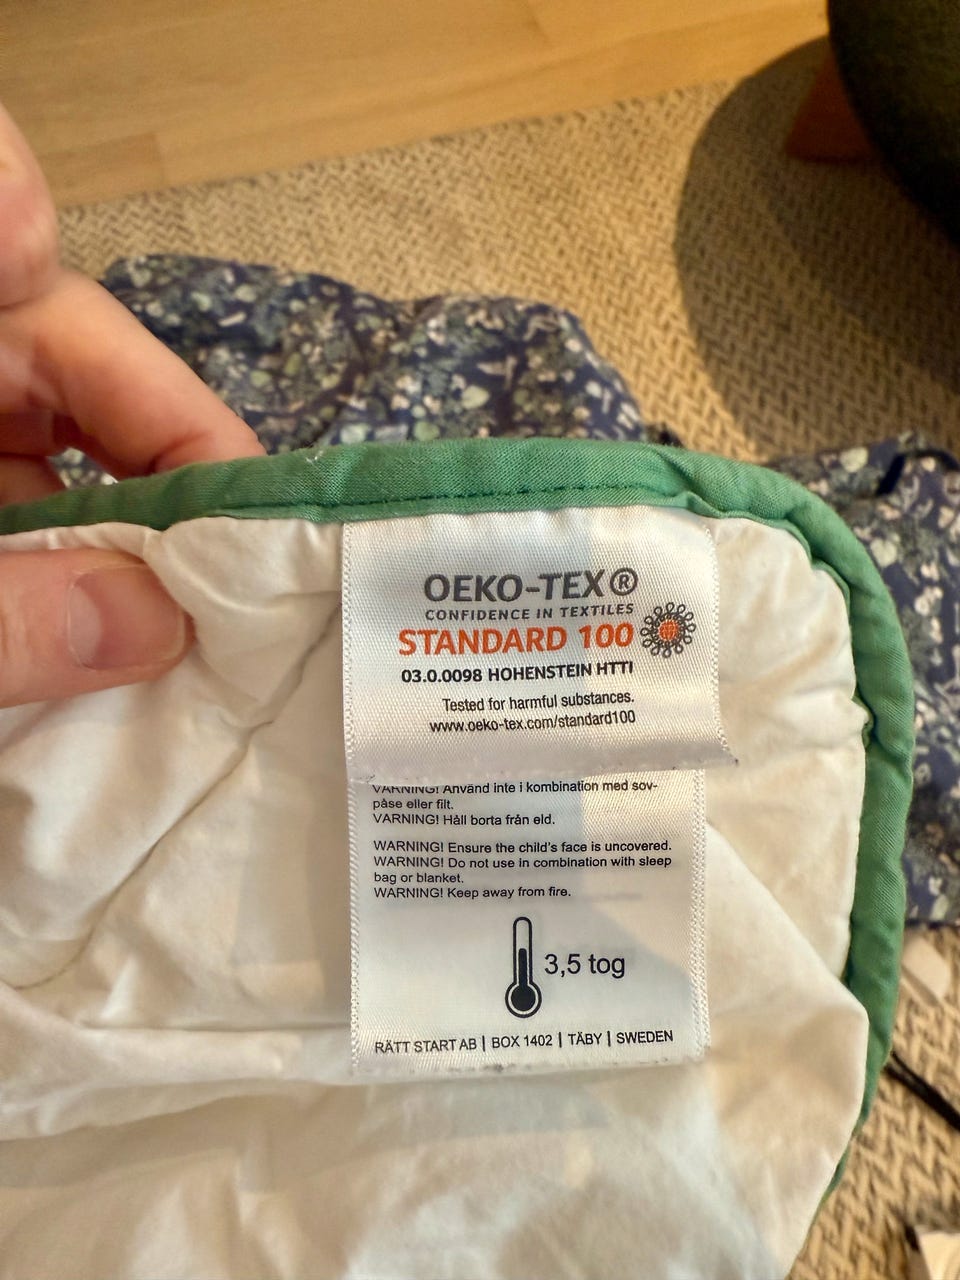 OEKO-TEX®
CONFIDENCE IN TEXTILES
STANDARD 100
03.0.0098 HOHENSTEIN HTTI
Tested for harmful substances.
www.oeko-tex.com/standard100
VARNING! Använd inte i kombination med sov-
påse eller filt.
VARNING! Håll borta från eld.
WARNING! Ensure the child's face is uncovered.
WARNING! Do not use in combination with sleep
bag or blanket.
WARNING! Keep away from fire.
3,5 tog
RÄTT START AB | BOX 1402 | TÄBY | SWEDEN